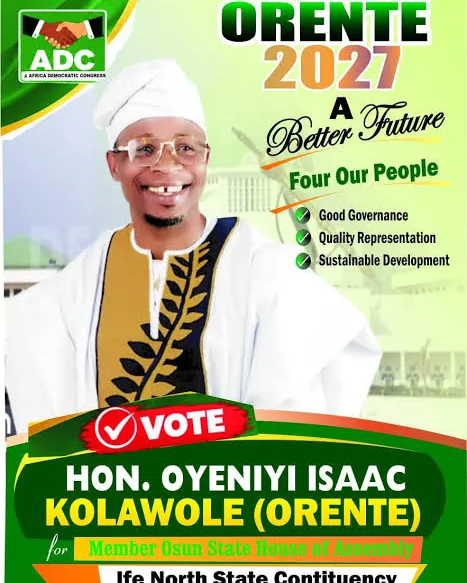 ADC
AFRICA DEMOCRATIC CONGRESS
ORENTE
2027
A
Better Future
Four Our People
Good Governance
Quality Representation
Sustainable Development
VOTE
HON. OYENIYI ISAAC
KOLAWOLE (ORENTE)
for Member Osun State House of Assembly
Ife North State Contituency